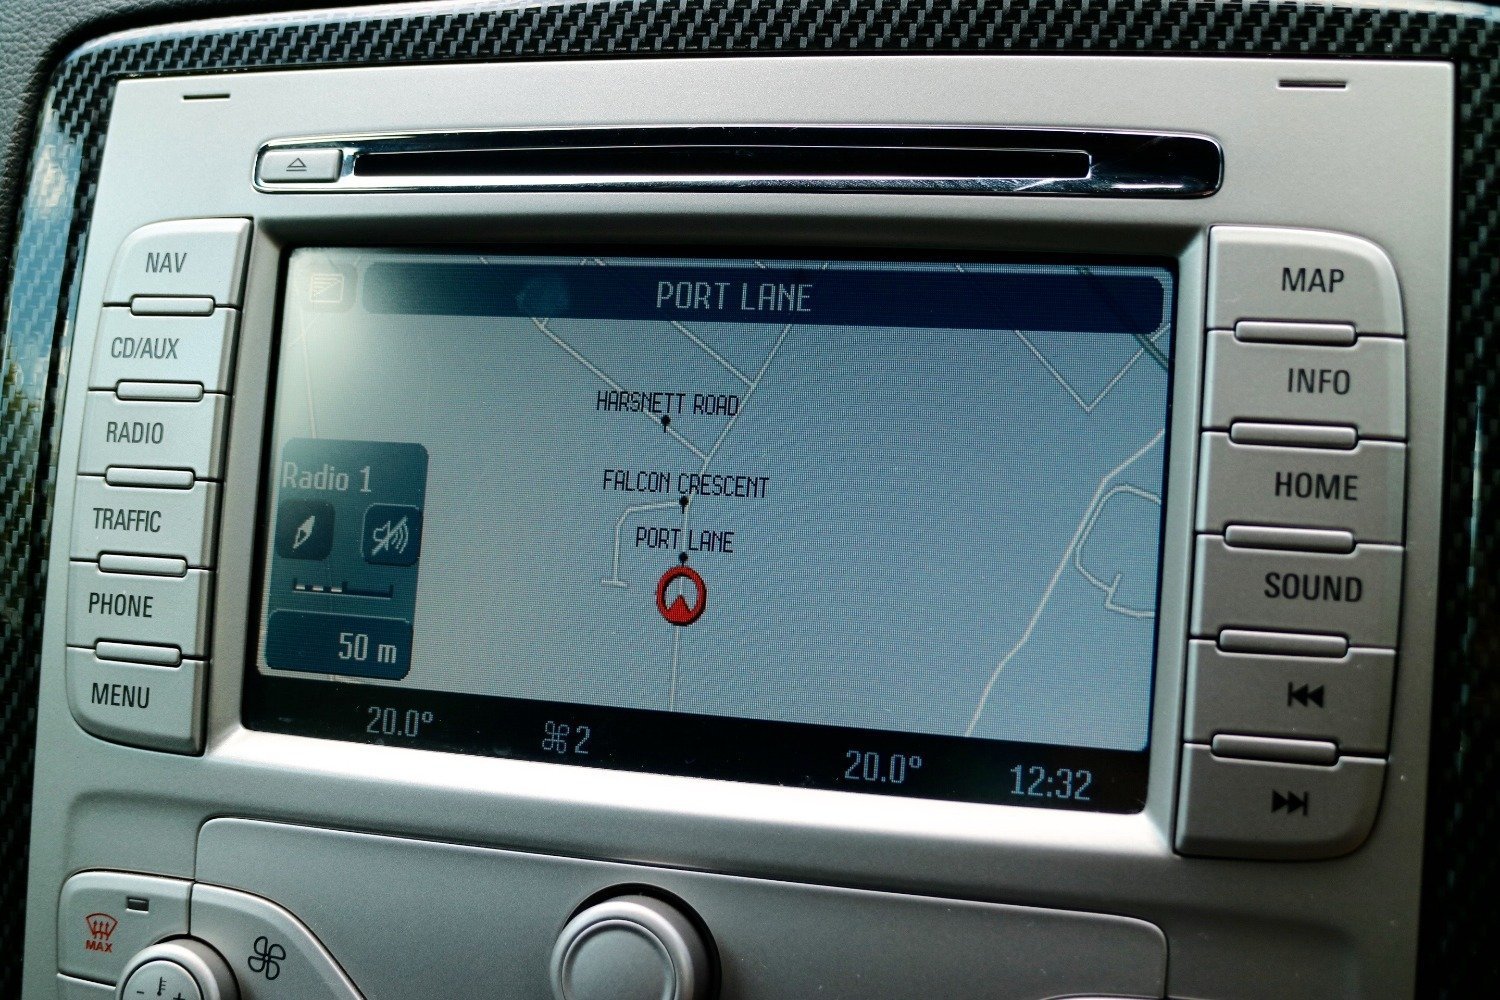 NAV
CD/AUX
RADIO
TRAFFIC
PHONE
MENU
PORT LANE
HARSNETT ROAD
FALCON CRESCENT
PORT LANE
Radio 1
50 m
20.0°
2
20.0°
12:32
MAP
INFO
HOME
SOUND
MAX
- +